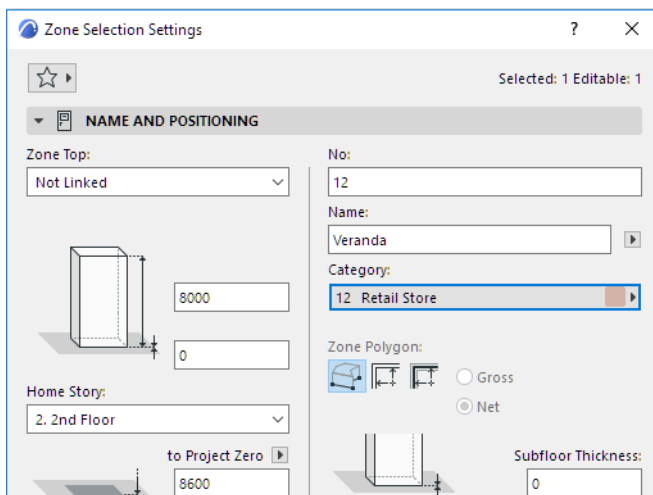 Zone Selection Settings
?
Selected: 1 Editable: 1
NAME AND POSITIONING
Zone Top:
Not Linked
8000
0
Home Story:
2. 2nd Floor
to Project Zero
8600
No:
12
Name:
Veranda
Category:
12 Retail Store
Zone Polygon:
Gross
Net
Subfloor Thickness:
0